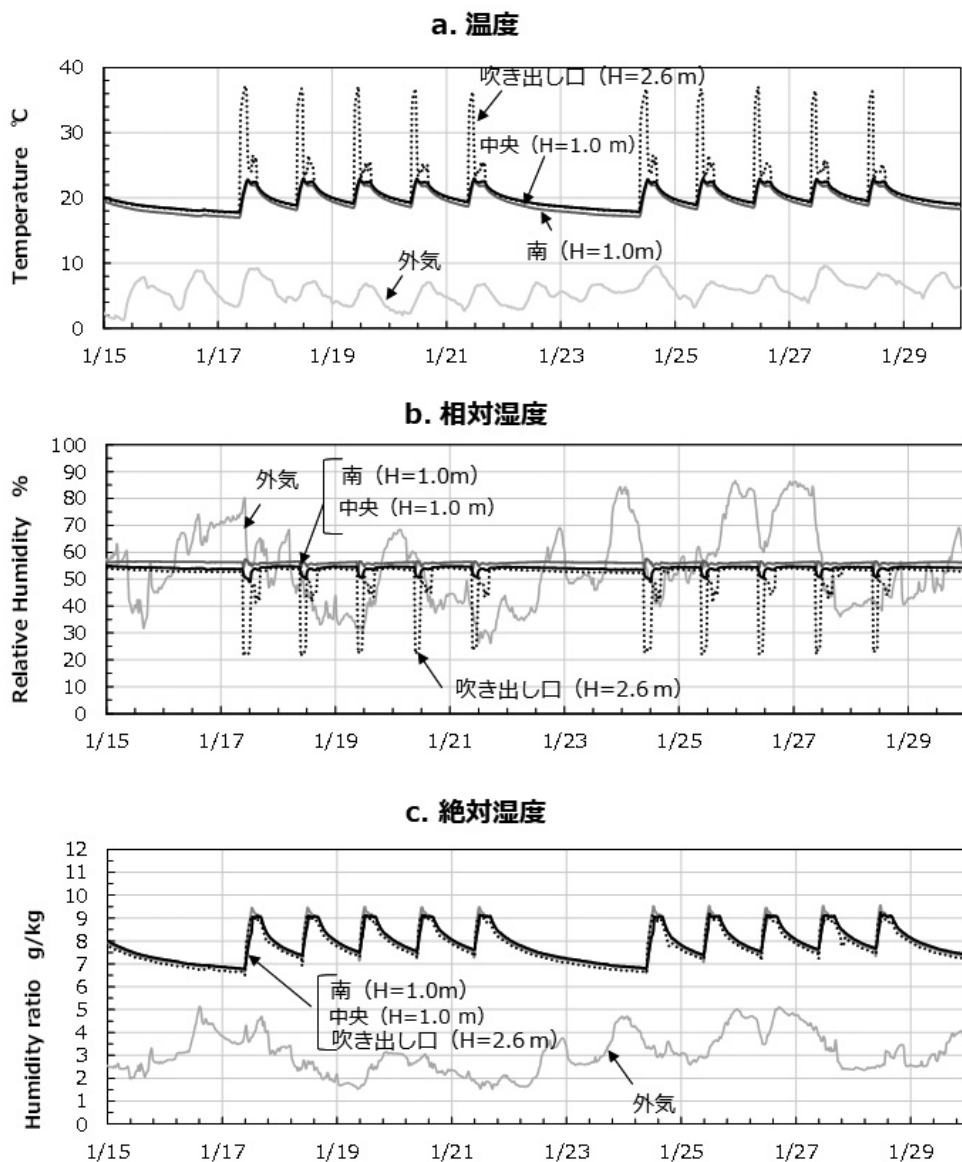 a. 温度
40
吹き出し口（H=2.6 m）
30
中央（H=1.0 m）
20
南（H=1.0m）
外気
10
0
Temperature ℃
1/15 1/17 1/19 1/21 1/23 1/25 1/27 1/29
b. 相対湿度
100
90
80
70
60
50
40
30
20
10
0
Relative Humidity %
外気
南（H=1.0m）
中央（H=1.0 m）
吹き出し口（H=2.6 m）
1/15 1/17 1/19 1/21 1/23 1/25 1/27 1/29
c. 絶対湿度
12
11
10
9
8
7
6
5
4
3
2
1
0
Humidity ratio g/kg
南（H=1.0m）
中央（H=1.0 m）
吹き出し口（H=2.6 m）
外気
1/15 1/17 1/19 1/21 1/23 1/25 1/27 1/29